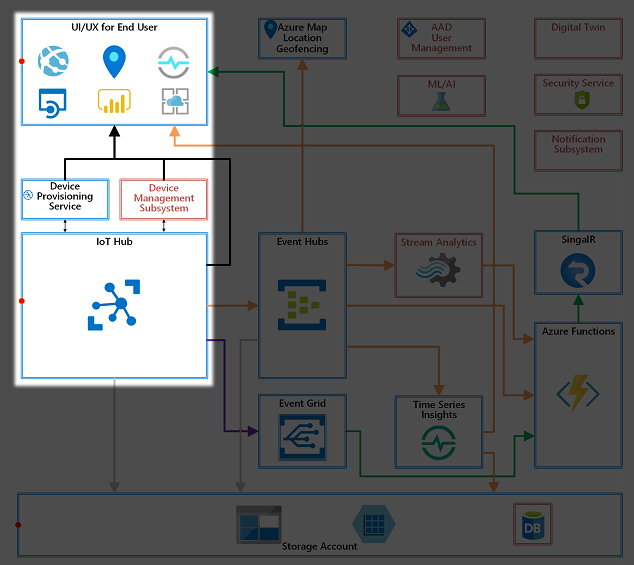 UI/UX for End User
Azure Map
Location
Geofencing
AAD
User
Management
Digital Twin
ML/AI
Security Service
Notification
Subsystem
Device
Provisioning
Service
Device
Management
Subsystem
IoT Hub
Event Hubs
Stream Analytics
SingalR
Azure Functions
Event Grid
Time Series
Insights
DB
Storage Account